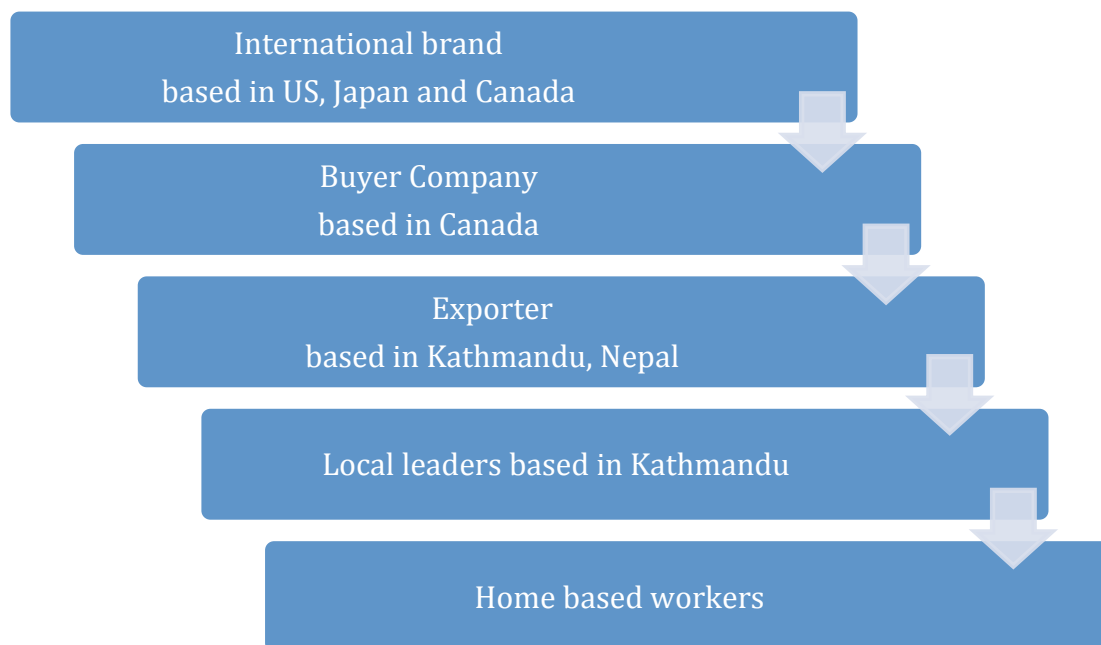 International brand
based in US, Japan and Canada
Buyer Company
based in Canada
Exporter
based in Kathmandu, Nepal
Local leaders based in Kathmandu
Home based workers